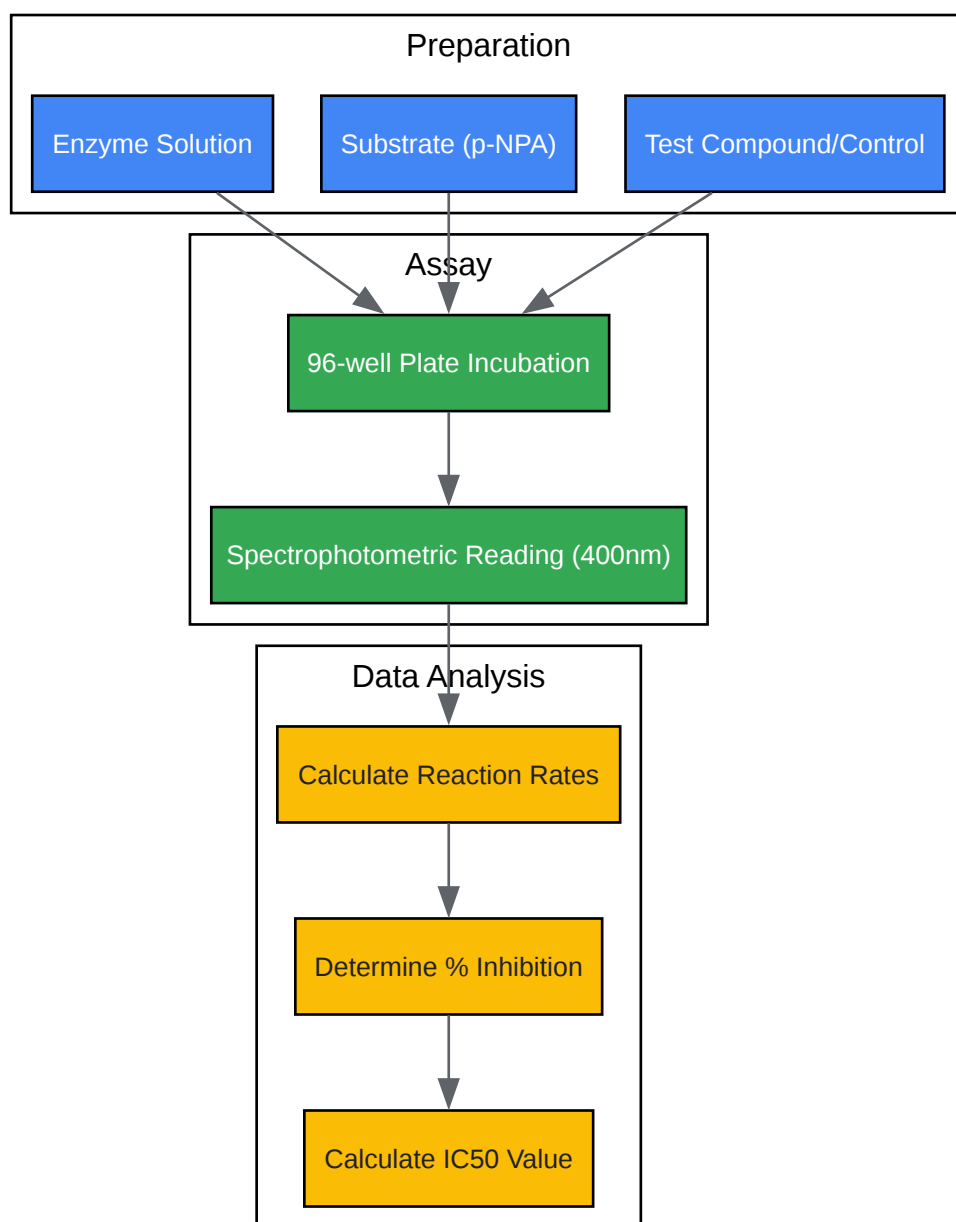 Preparation
Enzyme Solution
Substrate (p-NPA)
Test Compound/Control
Assay
96-well Plate Incubation
Spectrophotometric Reading (400nm)
Data Analysis
Calculate Reaction Rates
Determine % Inhibition
Calculate IC50 Value